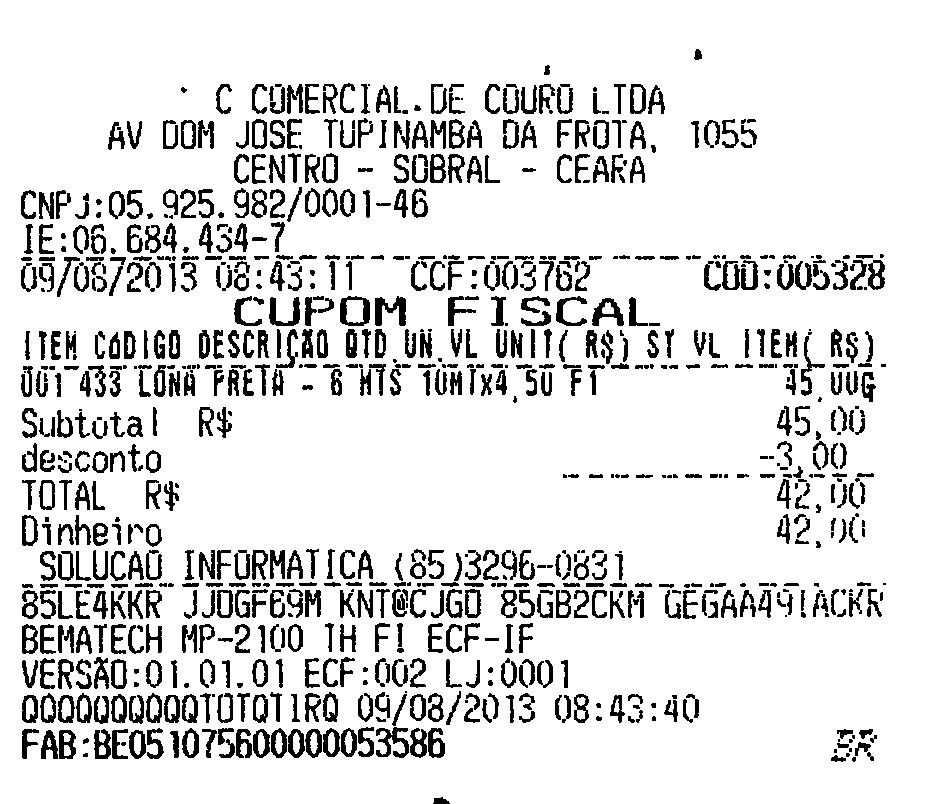 C COMERCIAL.DE COURO LTDA
AV DOM JOSE TUPINAMBA DA FROTA, 1055
CENTRO - SOBRAL - CEARA
CNPJ:05.925.982/0001-46
IE:06.684.434-7
09/08/2013 08:43:11 CCF:003762 COO:005328
CUPOM FISCAL
ITEM CÓDIGO DESCRIÇÃO QTD.UN.VL UNIT( R$) ST VL ITEM( R$)
001 433 LONA PRETA - 6 MTS 10MTx4,50 F1 45,00G
Subtotal R$ 45,00
desconto -3,00
TOTAL R$ 42,00
Dinheiro 42,00
SOLUCAO INFORMATICA (85)3296-0831
85LE4KKR JJDGF69M KNT@CJGO 85GB2CKM GEGAA491ACKR
BEMATECH MP-2100 TH FI ECF-IF
VERSÃO:01.01.01 ECF:002 LJ:0001
QQQQQQQQQQTOTQT1RQ 09/08/2013 08:43:40
FAB:BE051075600000053586 BR